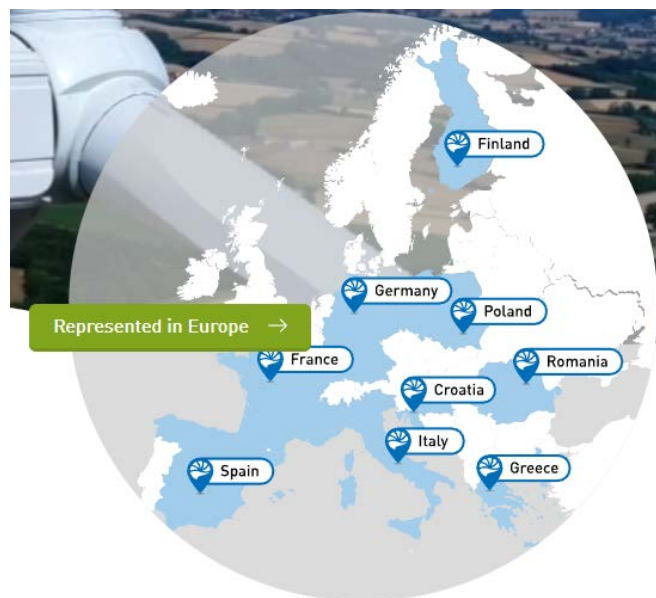 Finland
Germany
Poland
Represented in Europe →
France
Romania
Croatia
Italy
Spain
Greece